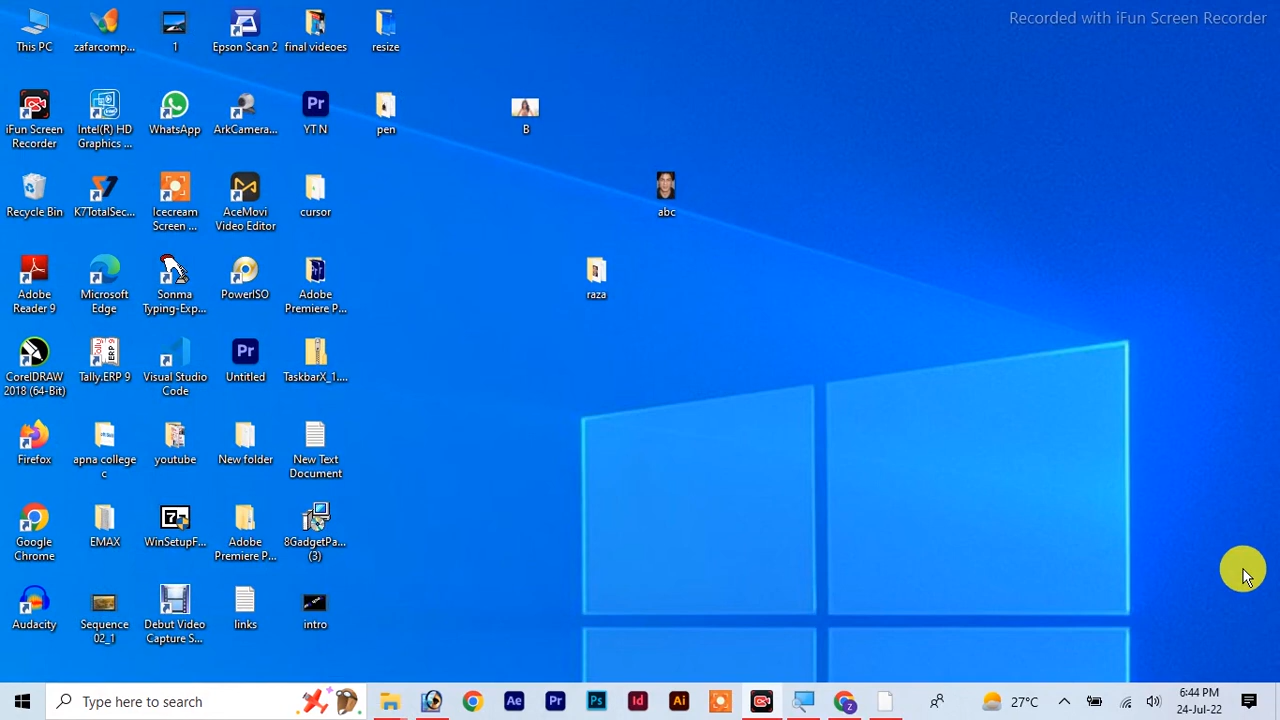 Recorded with iFun Screen Recorder
This PC
zafarcomp...
1
Epson Scan 2
final videoes
resize
iFun Screen
Recorder
Intel(R) HD
Graphics ...
WhatsApp
ArkCamera...
YT N
pen
B
Recycle Bin
K7TotalSec...
Icecream
Screen ...
AceMovi
Video Editor
cursor
abc
Adobe
Reader 9
Microsoft
Edge
Sonma
Typing-Exp...
PowerISO
Adobe
Premiere P...
raza
CorelDRAW
2018 (64-Bit)
Tally.ERP 9
Visual Studio
Code
Untitled
TaskbarX_1....
Firefox
apna college
c
youtube
New folder
New Text
Document
Google
Chrome
EMAX
WinSetupF...
Adobe
Premiere P...
8GadgetPa...
(3)
Audacity
Sequence
02_1
Debut Video
Capture S...
links
intro
Type here to search
Ae
Pr
Ps
Id
Ai
27°C
6:44 PM
24-Jul-22